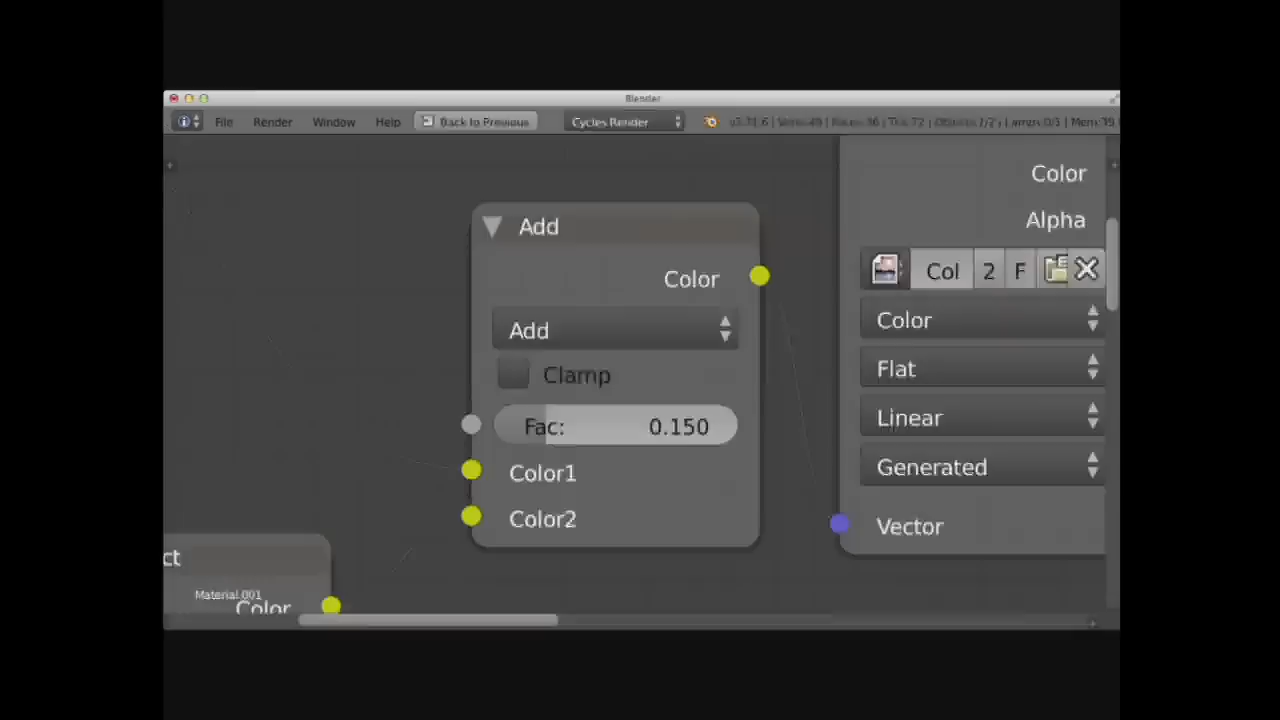 Blender
File Render Window Help Back to Previous Cycles Render
Color
Alpha
Add
Color
Col 2 F
Add
Color
Clamp
Flat
Fac: 0.150
Linear
Color1
Generated
Color2
Vector
ct
Material.001
Color